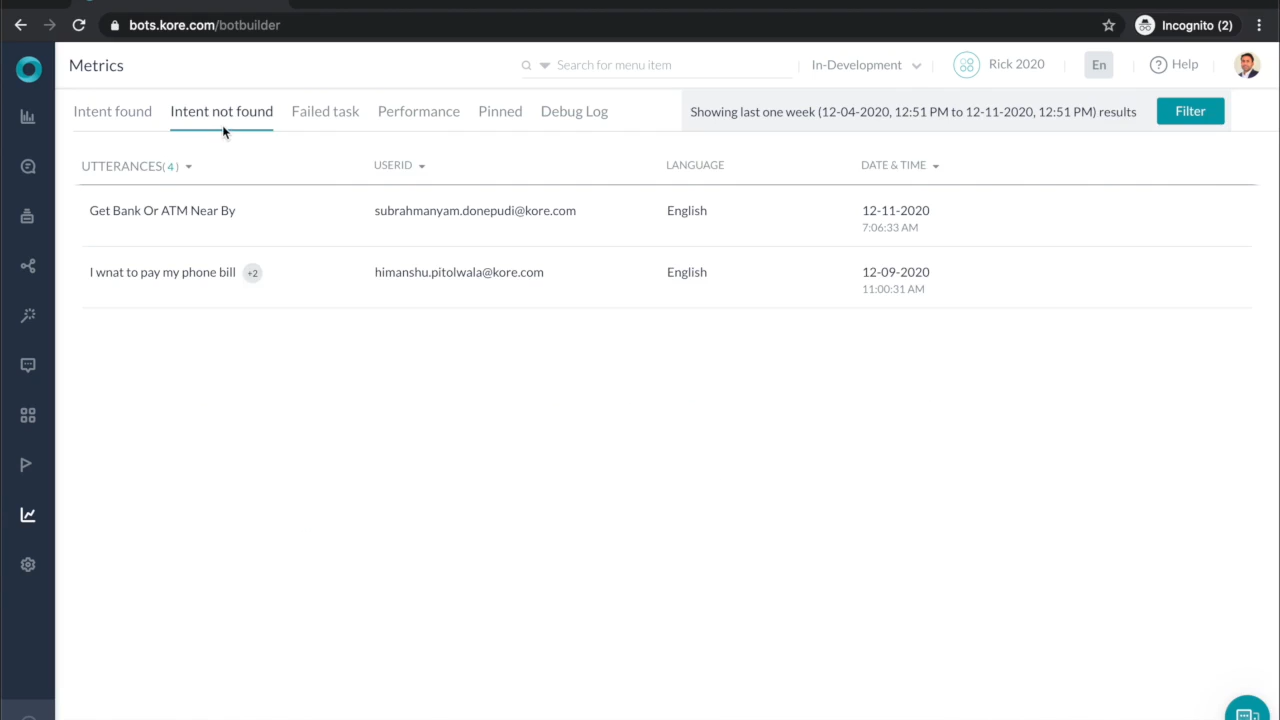 bots.kore.com/botbuilder
Incognito (2)
Metrics
Search for menu item
In-Development
Rick 2020
En
? Help
Intent found
Intent not found
Failed task
Performance
Pinned
Debug Log
Showing last one week (12-04-2020, 12:51 PM to 12-11-2020, 12:51 PM) results
Filter
UTTERANCES( 4 )
USERID
LANGUAGE
DATE & TIME
Get Bank Or ATM Near By
subrahmanyam.donepudi@kore.com
English
12-11-2020
7:06:33 AM
I wnat to pay my phone bill +2
himanshu.pitolwala@kore.com
English
12-09-2020
11:00:31 AM